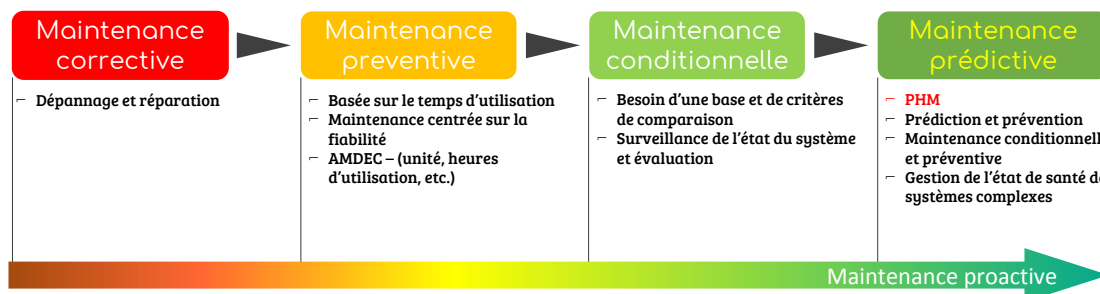 Maintenance
corrective
Maintenance
preventive
Maintenance
conditionnelle
Maintenance
prédictive
Dépannage et réparation
Basée sur le temps d'utilisation
Maintenance centrée sur la
fiabilité
AMDEC – (unité, heures
d'utilisation, etc.)
Besoin d'une base et de critères
de comparaison
Surveillance de l'état du système
et évaluation
PHM
Prédiction et prévention
Maintenance conditionnell
et préventive
Gestion de l'état de santé d
systèmes complexes
Maintenance proactive